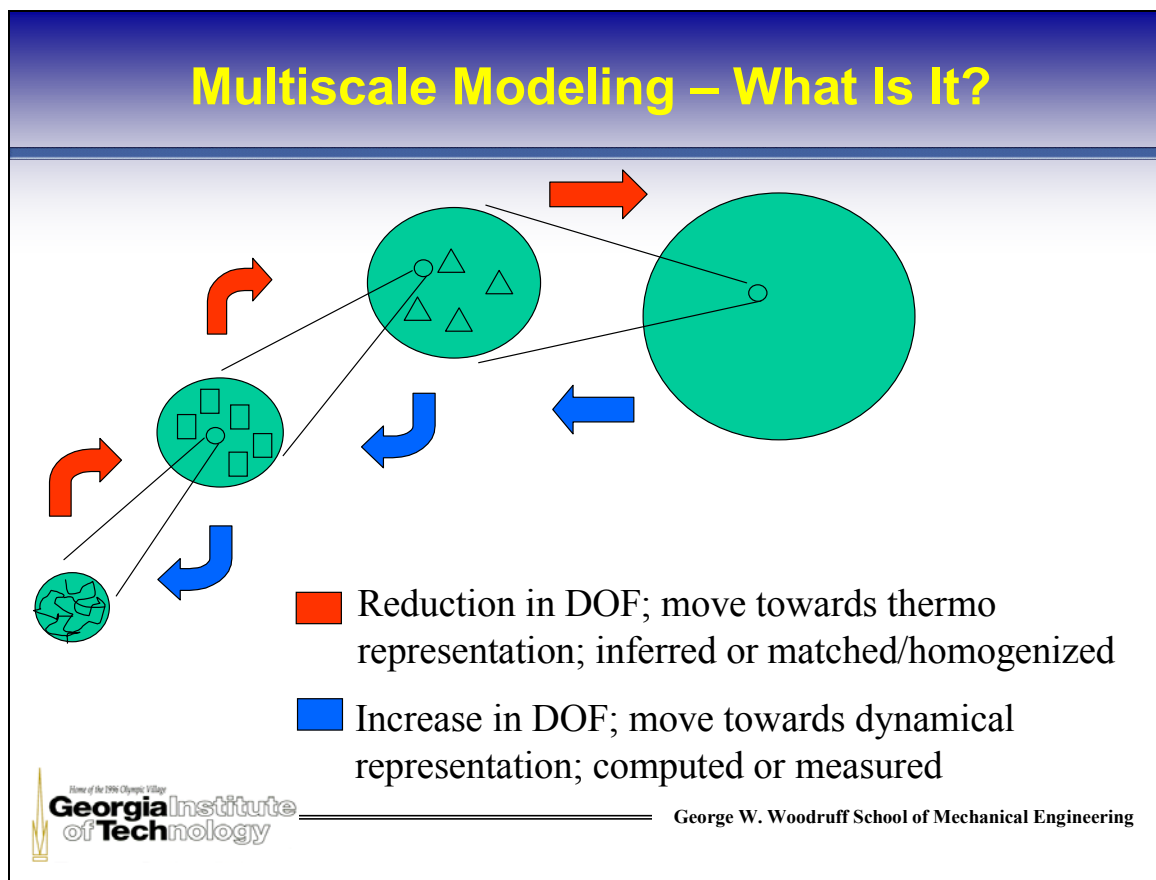 Multiscale Modeling – What Is It?
Reduction in DOF; move towards thermo
representation; inferred or matched/homogenized
Increase in DOF; move towards dynamical
representation; computed or measured
Home of the 1996 Olympic Village
Georgia Institute
of Technology
George W. Woodruff School of Mechanical Engineering